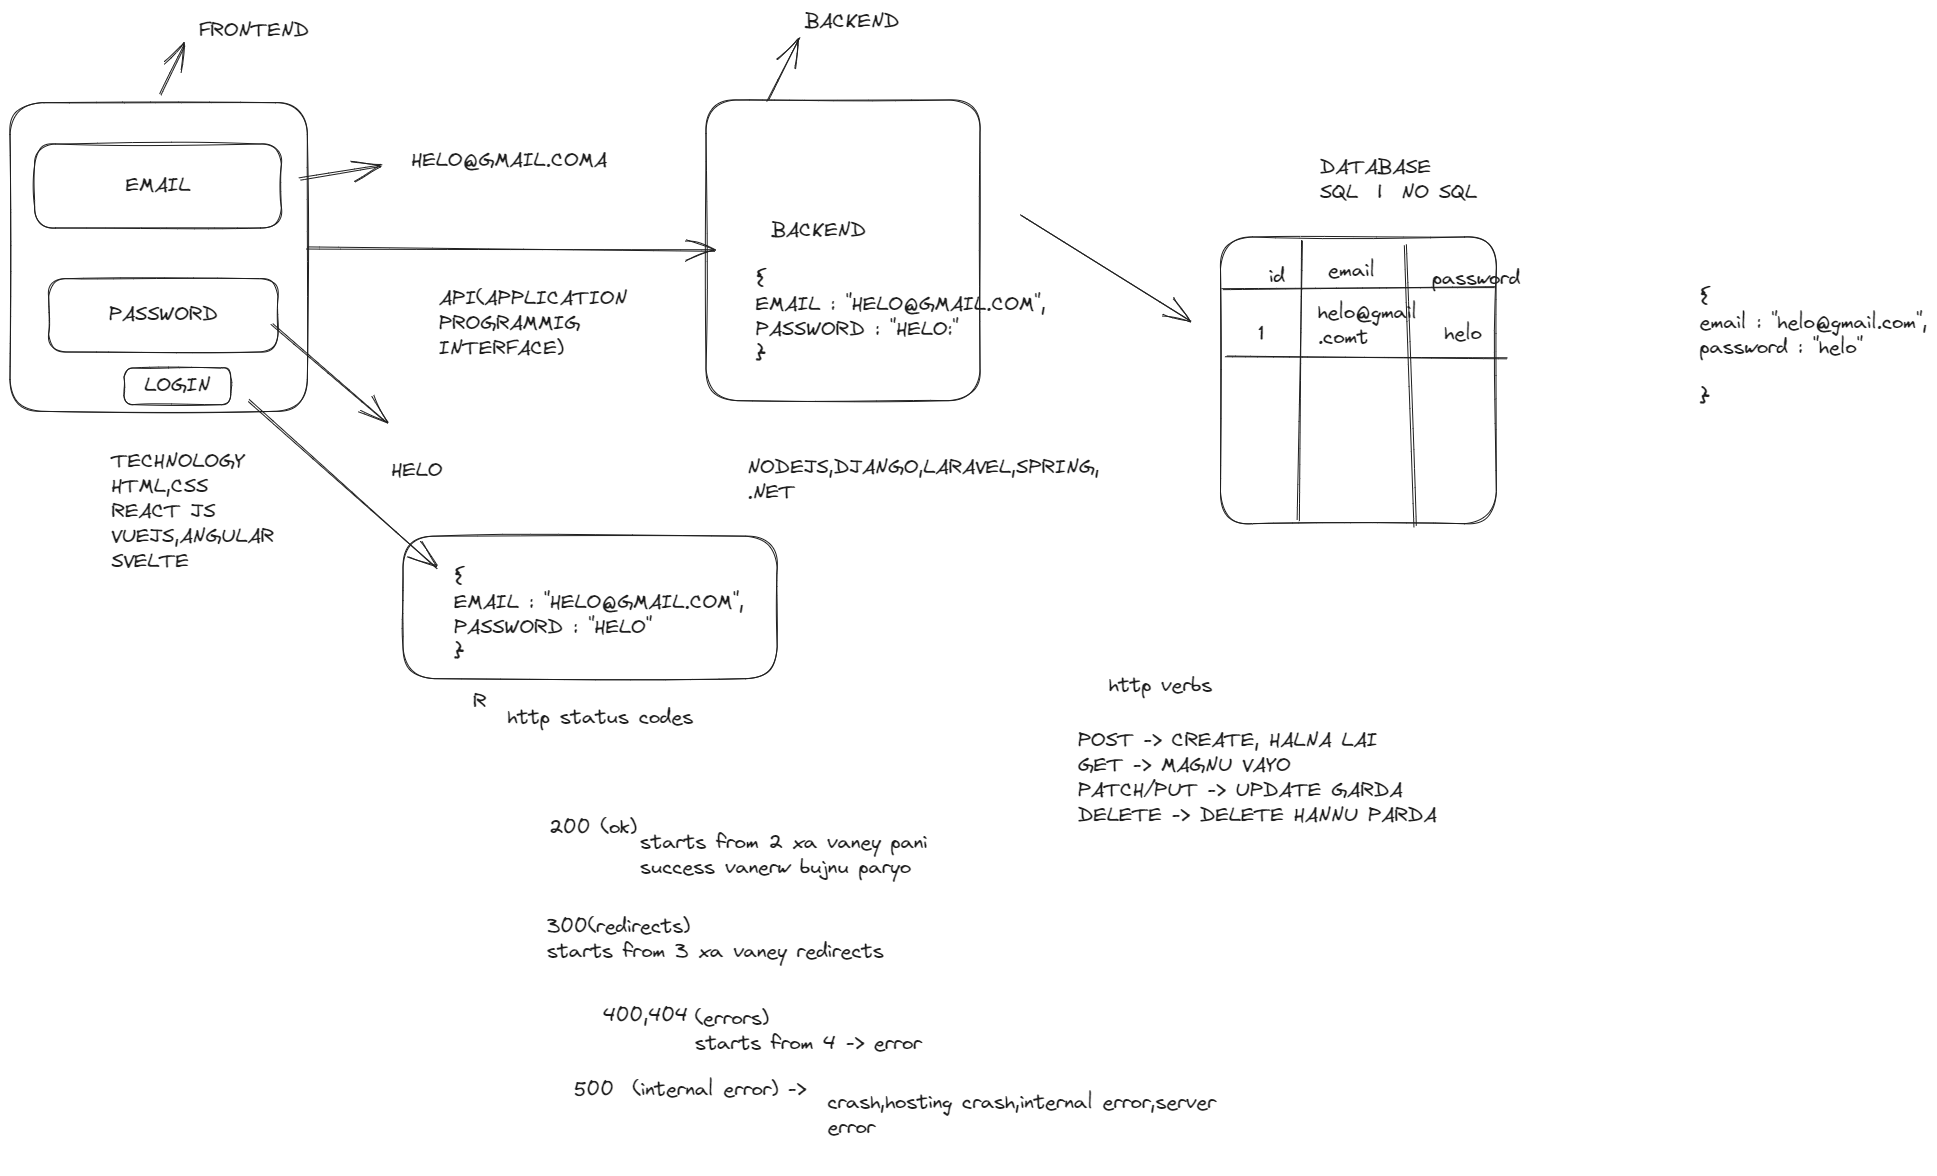 FRONTEND
BACKEND
EMAIL
HELO@GMAIL.COMA
PASSWORD
LOGIN
API(APPLICATION
PROGRAMMIG
INTERFACE)
BACKEND
{
EMAIL : "HELO@GMAIL.COM",
PASSWORD : "HELO:"
}
DATABASE
SQL | NO SQL
id email password
1 helo@gmail
.comt helo
{
email : "helo@gmail.com",
password : "helo"
}
TECHNOLOGY
HTML,CSS
REACT JS
VUEJS,ANGULAR
SVELTE
HELO
NODEJS,DJANGO,LARAVEL,SPRING,
.NET
{
EMAIL : "HELO@GMAIL.COM",
PASSWORD : "HELO"
}
R
http status codes
http verbs
POST -> CREATE, HALNA LAI
GET -> MAGNU VAYO
PATCH/PUT -> UPDATE GARDA
DELETE -> DELETE HANNU PARDA
200 (ok)
starts from 2 xa vaney pani
success vanerw bujnu paryo
300(redirects)
starts from 3 xa vaney redirects
400,404 (errors)
starts from 4 -> error
500 (internal error) ->
crash,hosting crash,internal error,server
error